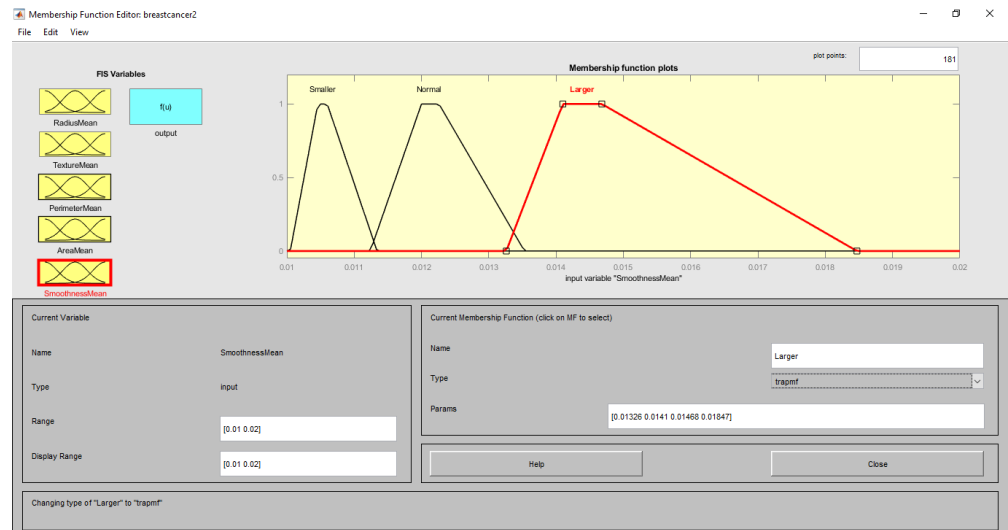 Membership Function Editor: breastcancer2
File Edit View
FIS Variables
RadiusMean
TextureMean
PerimeterMean
AreaMean
SmoothnessMean
f(u)
output
plot points:
181
Membership function plots
Smaller
Normal
Larger
1
0.5
0
0.01 0.011 0.012 0.013 0.014 0.015 0.016 0.017 0.018 0.019 0.02
input variable "SmoothnessMean"
Current Variable
Name SmoothnessMean
Type input
Range [0.01 0.02]
Display Range [0.01 0.02]
Current Membership Function (click on MF to select)
Name Larger
Type trapmf
Params [0.01326 0.0141 0.01468 0.01847]
Help Close
Changing type of "Larger" to "trapmf"